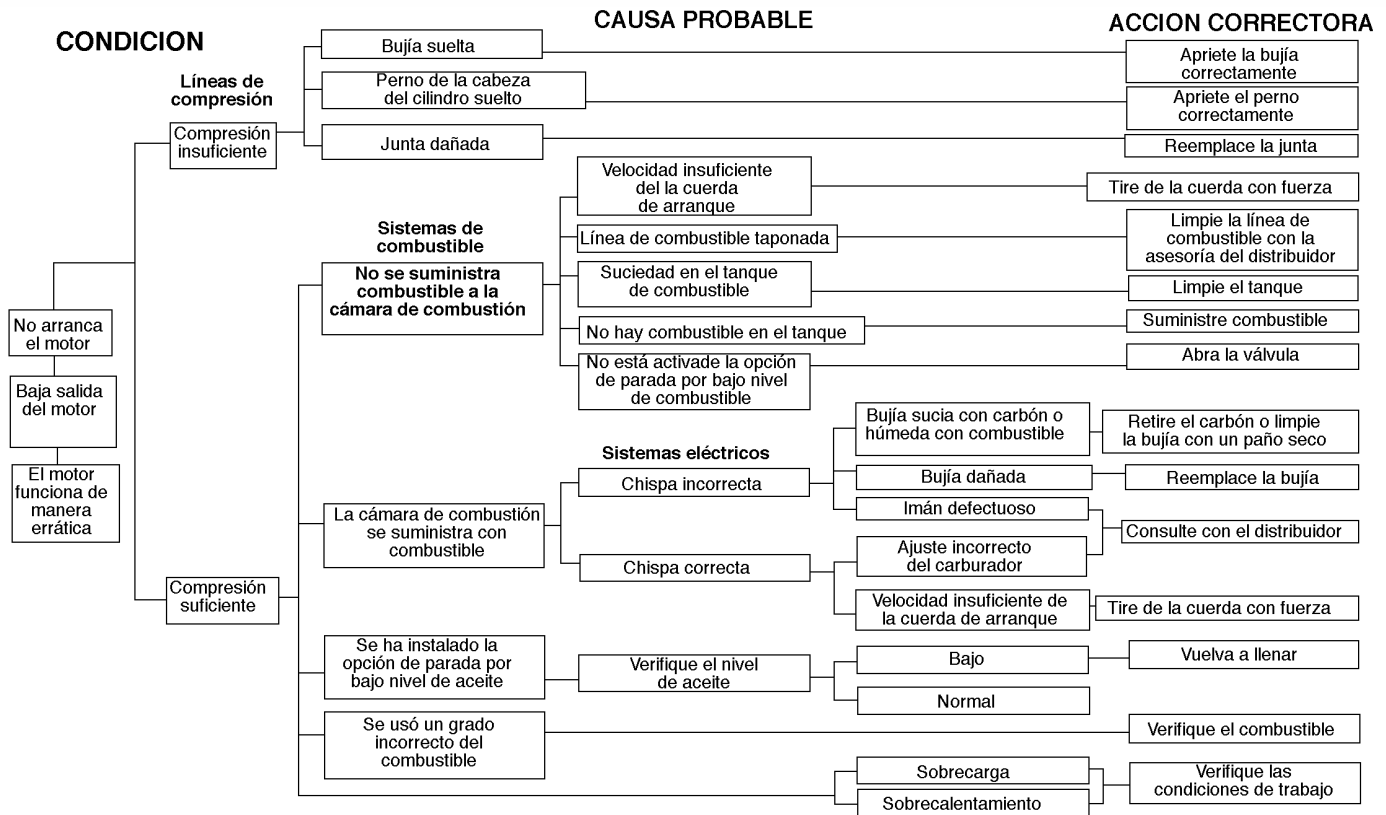 CONDICION
CAUSA PROBABLE
ACCION CORRECTORA
Líneas de
compresión
Compresión
insuficiente
Bujía suelta
Apriete la bujía
correctamente
Perno de la cabeza
del cilindro suelto
Apriete el perno
correctamente
Junta dañada
Reemplace la junta
Sistemas de
combustible
No se suministra
combustible a la
cámara de combustión
Velocidad insuficiente
del la cuerda
de arranque
Tire de la cuerda con fuerza
Línea de combustible taponada
Limpie la línea de
combustible con la
asesoría del distribuidor
Suciedad en el tanque
de combustible
Limpie el tanque
No hay combustible en el tanque
Suministre combustible
No está activade la opción
de parada por bajo nivel
de combustible
Abra la válvula
No arranca
el motor
Baja salida
del motor
El motor
funciona de
manera
errática
Sistemas eléctricos
La cámara de combustión
se suministra con
combustible
Chispa incorrecta
Bujía sucia con carbón o
húmeda con combustible
Retire el carbón o limpie
la bujía con un paño seco
Bujía dañada
Reemplace la bujía
Imán defectuoso
Consulte con el distribuidor
Chispa correcta
Ajuste incorrecto
del carburador
Velocidad insuficiente de
la cuerda de arranque
Tire de la cuerda con fuerza
Compresión
suficiente
Se ha instalado la
opción de parada por
bajo nivel de aceite
Verifique el nivel
de aceite
Bajo
Vuelva a llenar
Normal
Se usó un grado
incorrecto del
combustible
Verifique el combustible
Sobrecarga
Sobrecalentamiento
Verifique las
condiciones de trabajo